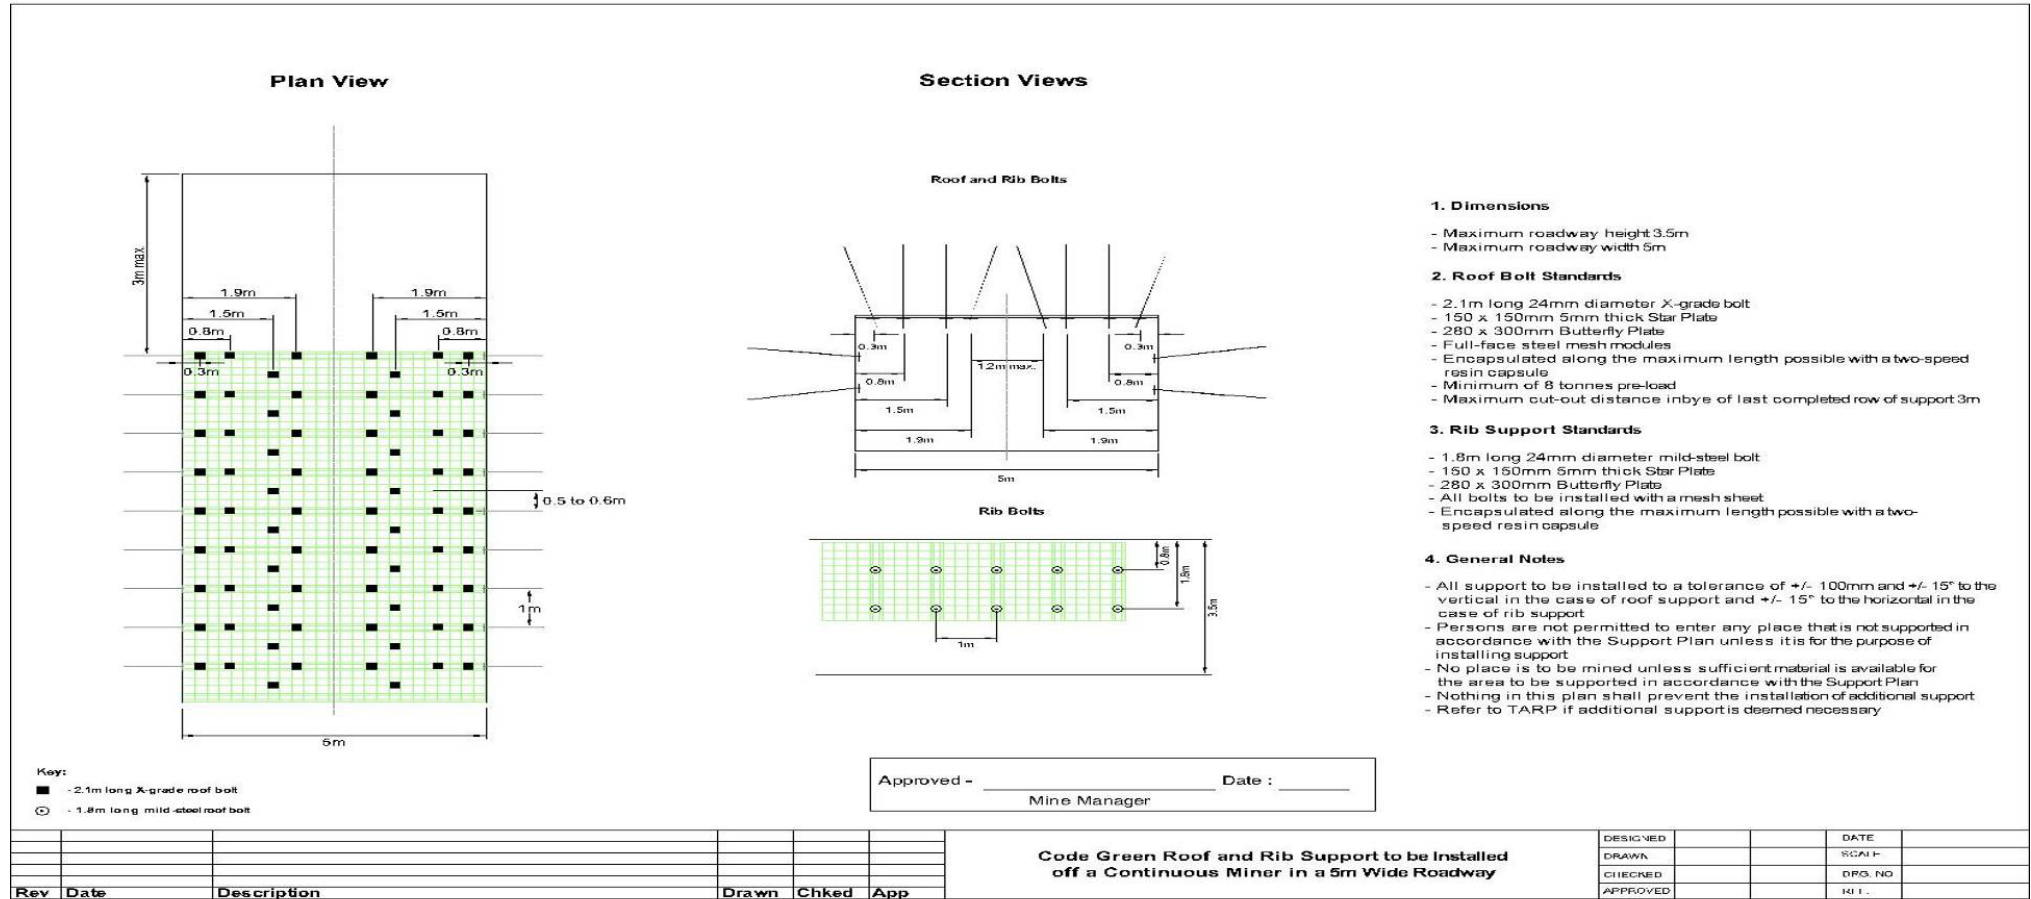 Plan View
Section Views
Roof and Rib Bolts
3m max.
1.9m
1.9m
1.5m
1.5m
0.8m
0.8m
0.3m
0.3m
0.5 to 0.6m
1m
5m
0.3m
0.3m
1.2m max.
0.8m
0.8m
1.5m
1.5m
1.9m
1.9m
5m
Rib Bolts
0.8m
1.8m
3.5m
1m
1. Dimensions
- Maximum roadway height 3.5m
- Maximum roadway width 5m
2. Roof Bolt Standards
- 2.1m long 24mm diameter X-grade bolt
- 150 x 150mm 5mm thick Star Plate
- 280 x 300mm Butterfly Plate
- Full-face steel mesh modules
- Encapsulated along the maximum length possible with a two-speed
resin capsule
- Minimum of 8 tonnes pre-load
- Maximum cut-out distance inbye of last completed row of support 3m
3. Rib Support Standards
- 1.8m long 24mm diameter mild-steel bolt
- 150 x 150mm 5mm thick Star Plate
- 280 x 300mm Butterfly Plate
- All bolts to be installed with a mesh sheet
- Encapsulated along the maximum length possible with a two-
speed resin capsule
4. General Notes
- All support to be installed to a tolerance of +/- 100mm and +/- 15° to the
vertical in the case of roof support and +/- 15° to the horizontal in the
case of rib support
- Persons are not permitted to enter any place that is not supported in
accordance with the Support Plan unless it is for the purpose of
installing support
- No place is to be mined unless sufficient material is available for
the area to be supported in accordance with the Support Plan
- Nothing in this plan shall prevent the installation of additional support
- Refer to TARP if additional support is deemed necessary
Key:
- 2.1m long X-grade roof bolt
- 1.8m long mild-steel roof bolt
Approved - Date :
Mine Manager
Rev Date Description Drawn Chked App
Code Green Roof and Rib Support to be Installed
off a Continuous Miner in a 5m Wide Roadway
DESIGNED DATE
DRAWN SCALE
CHECKED DRG. NO
APPROVED